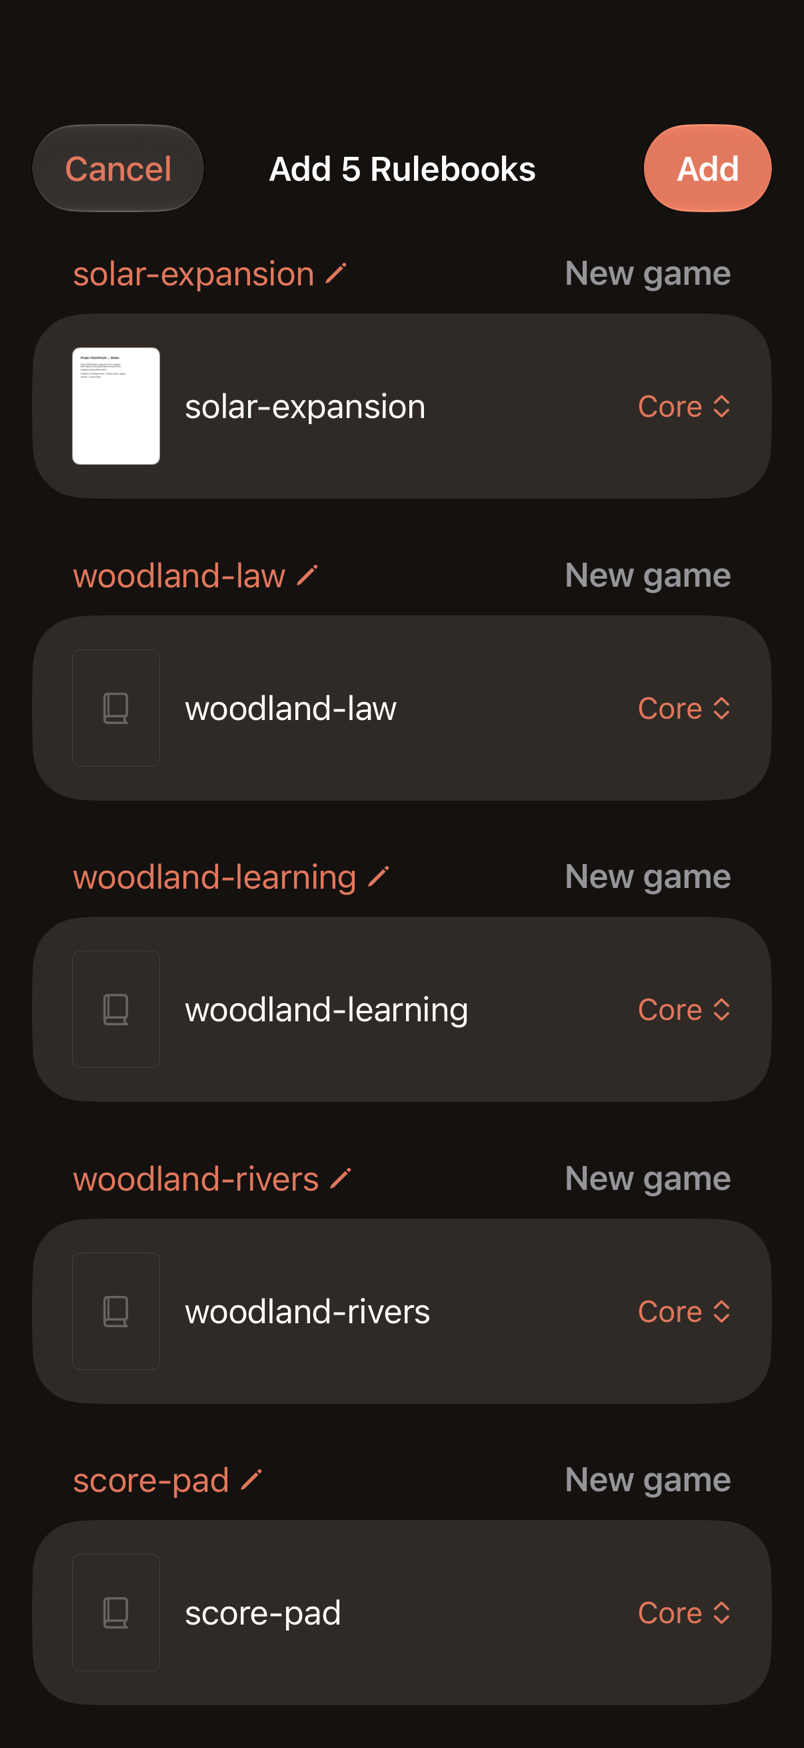 Cancel
Add 5 Rulebooks
Add
solar-expansion
New game
solar-expansion
Core
woodland-law
New game
woodland-law
Core
woodland-learning
New game
woodland-learning
Core
woodland-rivers
New game
woodland-rivers
Core
score-pad
New game
score-pad
Core